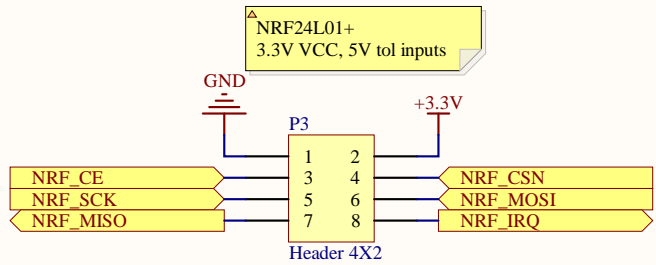 NRF24L01+
3.3V VCC, 5V tol inputs
GND
+3.3V
P3
1 2
NRF_CE 3 4 NRF_CSN
NRF_SCK 5 6 NRF_MOSI
NRF_MISO 7 8 NRF_IRQ
Header 4X2